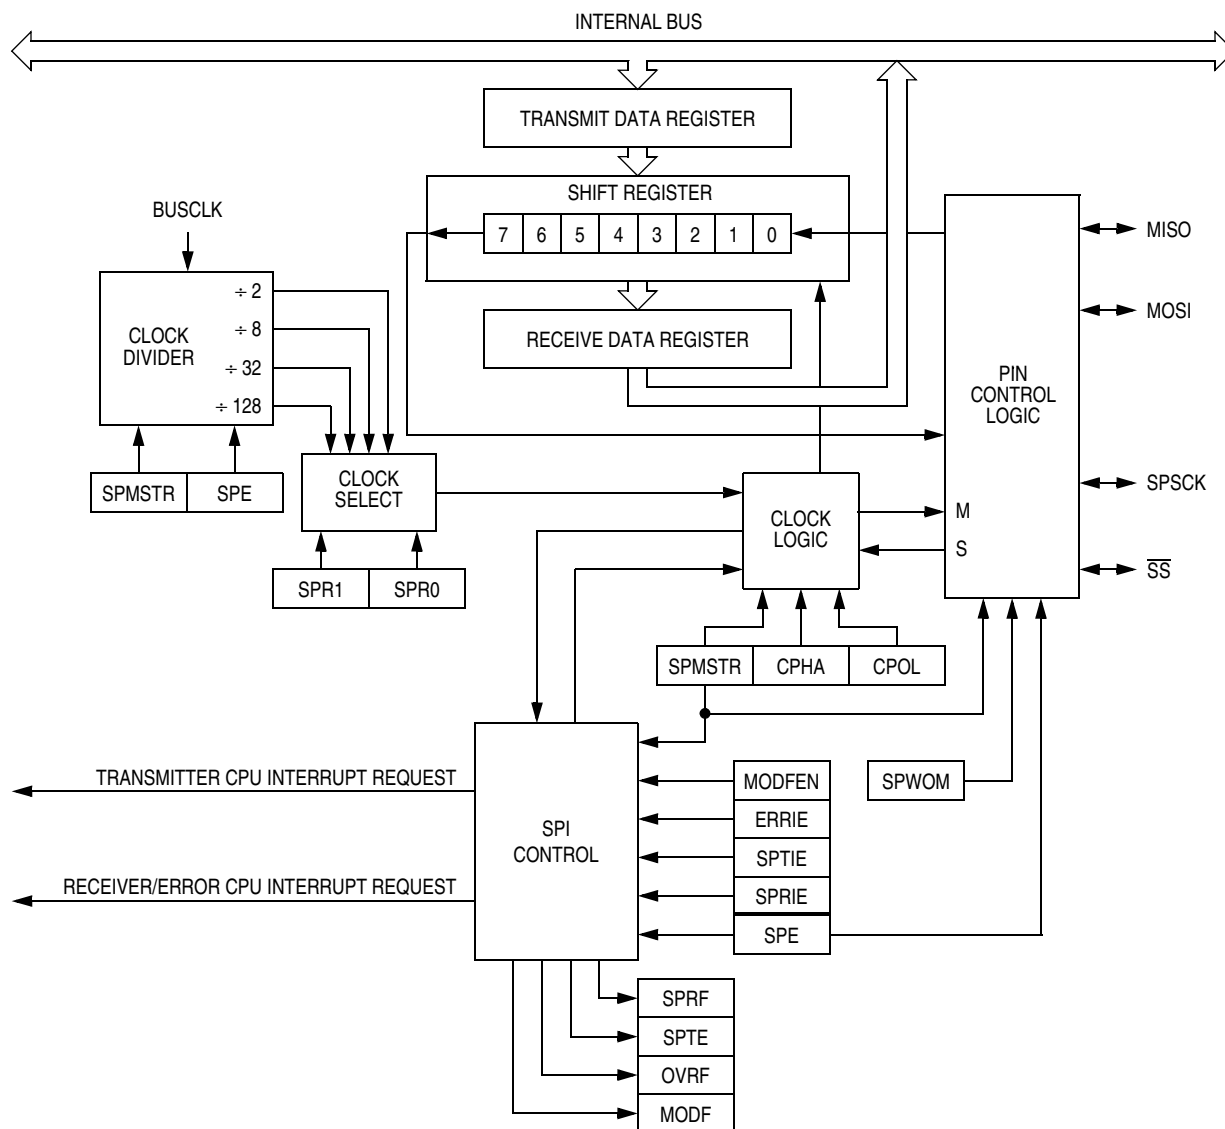 INTERNAL BUS
TRANSMIT DATA REGISTER
SHIFT REGISTER
7 6 5 4 3 2 1 0
RECEIVE DATA REGISTER
BUSCLK
CLOCK
DIVIDER
÷ 2
÷ 8
÷ 32
÷ 128
SPMSTR SPE
CLOCK
SELECT
SPR1 SPR0
CLOCK
LOGIC
PIN
CONTROL
LOGIC
M
S
MISO
MOSI
SPSCK
S̅S̅
SPMSTR CPHA CPOL
TRANSMITTER CPU INTERRUPT REQUEST
RECEIVER/ERROR CPU INTERRUPT REQUEST
SPI
CONTROL
MODFEN
ERRIE
SPTIE
SPRIE
SPE
SPWOM
SPRF
SPTE
OVRF
MODF